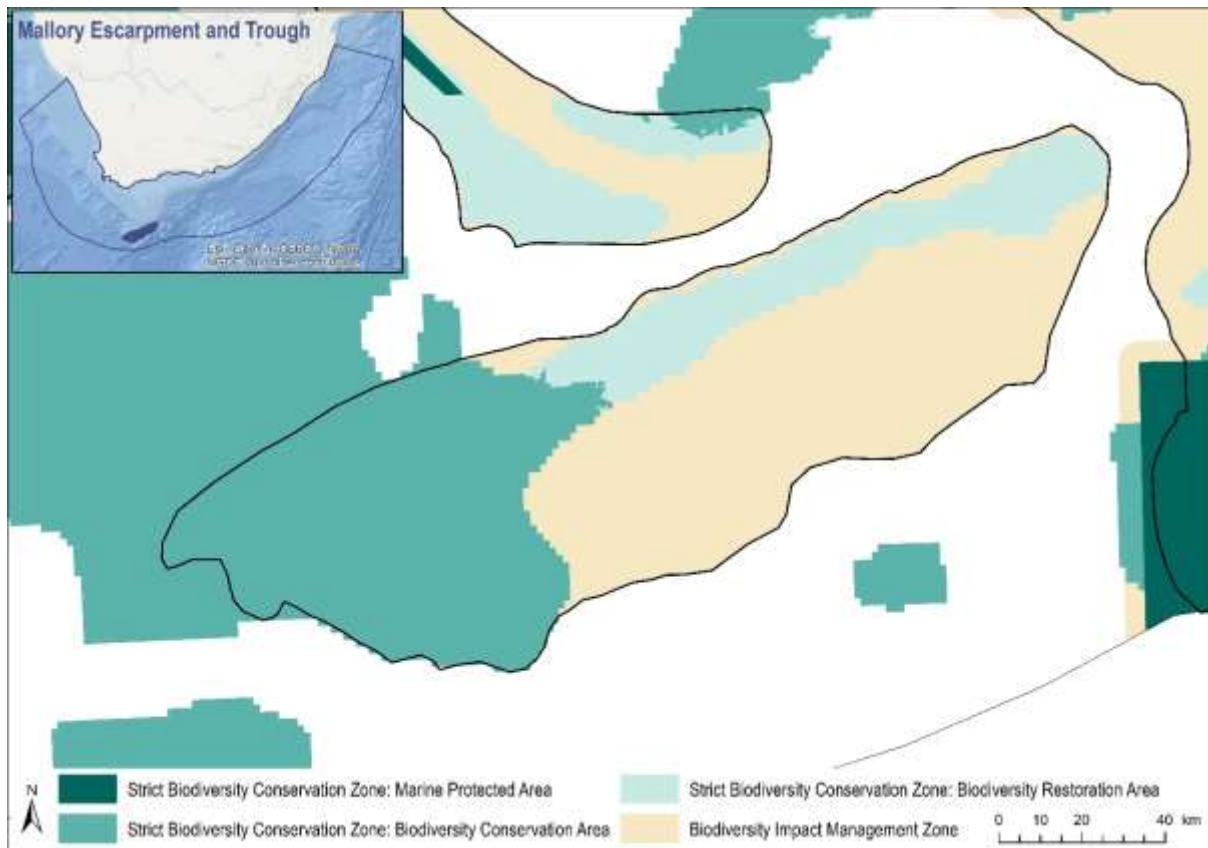 Mallory Escarpment and Trough
N
Strict Biodiversity Conservation Zone: Marine Protected Area
Strict Biodiversity Conservation Zone: Biodiversity Restoration Area
Strict Biodiversity Conservation Zone: Biodiversity Conservation Area
Biodiversity Impact Management Zone
0 10 20 40 km